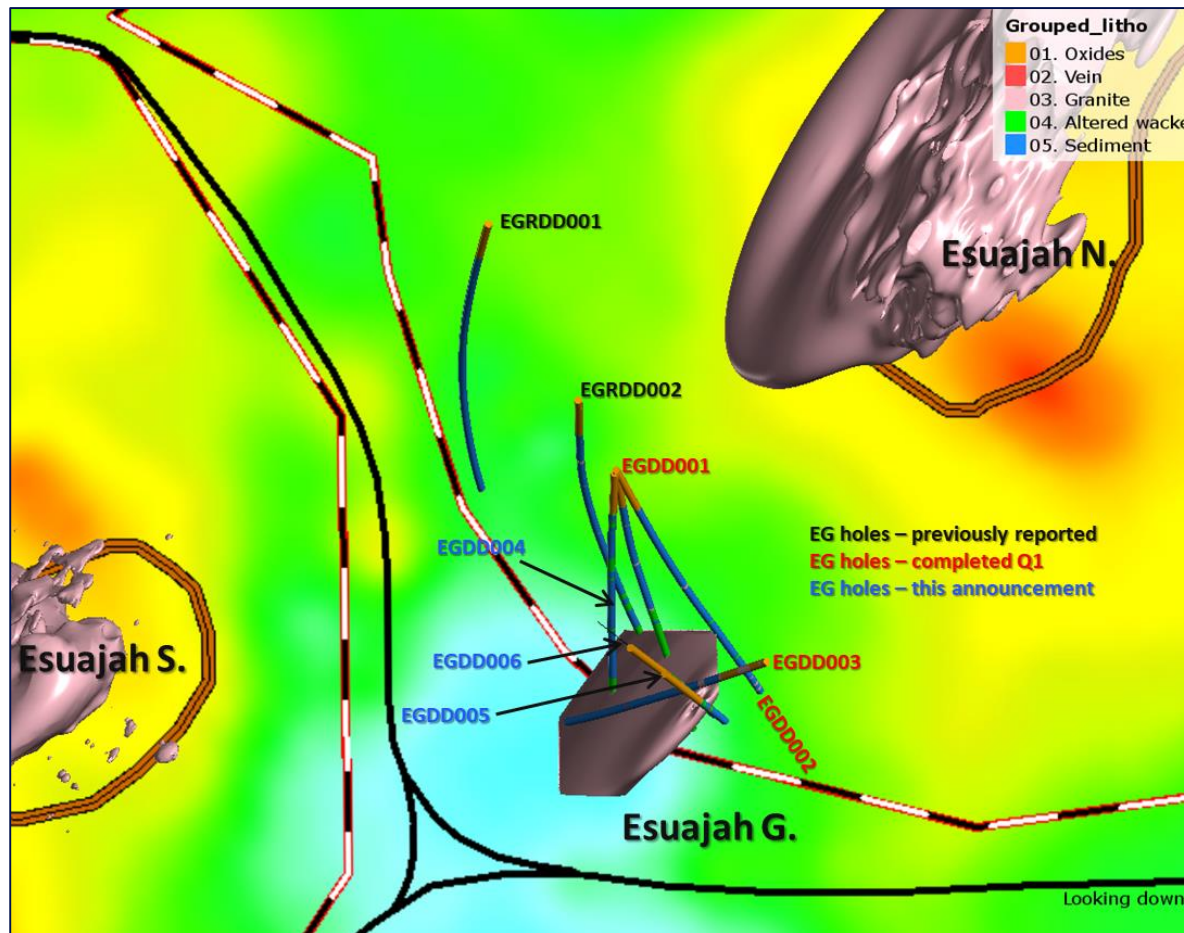 Grouped_litho
01. Oxides
02. Vein
03. Granite
04. Altered wacke
05. Sediment
EGRDD001
Esuajah N.
EGRDD002
EGDD001
EG holes – previously reported
EG holes – completed Q1
EG holes – this announcement
EGDD004
Esuajah S.
EGDD006
EGDD003
EGDD005
EGDD002
Esuajah G.
Looking down